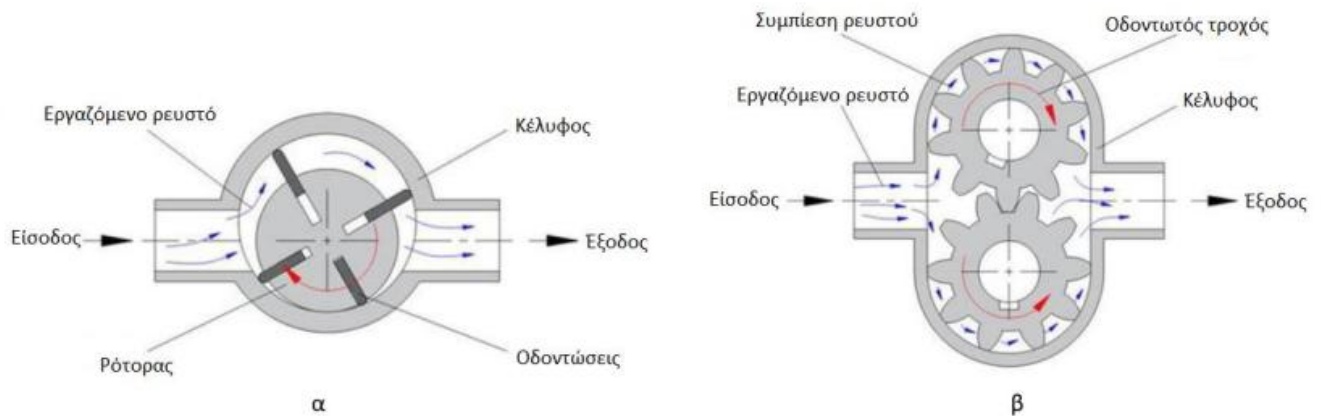 Εργαζόμενο ρευστό
Κέλυφος
Είσοδος
Έξοδος
Ρότορας
Οδοντώσεις
α
Συμπίεση ρευστού
Οδοντωτός τροχός
Εργαζόμενο ρευστό
Κέλυφος
Είσοδος
Έξοδος
β